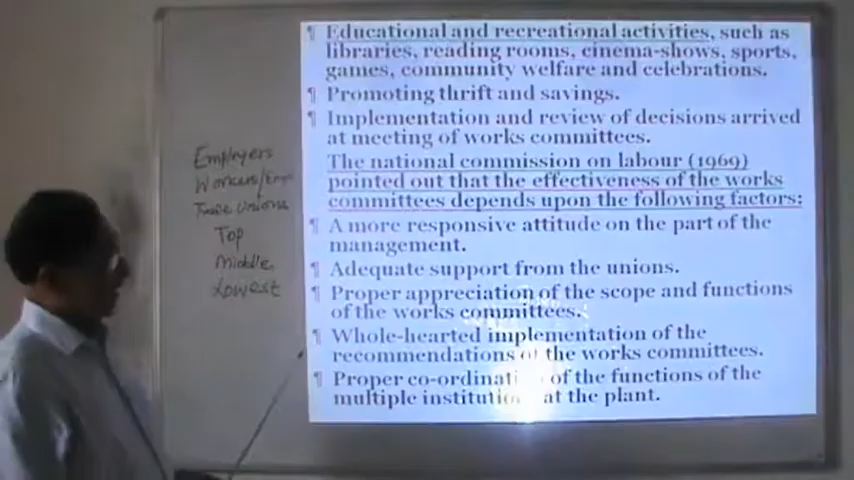 ¶ Educational and recreational activities, such as
libraries, reading rooms, cinema-shows, sports,
games, community welfare and celebrations.
¶ Promoting thrift and savings.
¶ Implementation and review of decisions arrived
at meeting of works committees.
The national commission on labour (1969)
pointed out that the effectiveness of the works
committees depends upon the following factors:
¶ A more responsive attitude on the part of the
management.
¶ Adequate support from the unions.
¶ Proper appreciation of the scope and functions
of the works committees.
¶ Whole-hearted implementation of the
recommendations of the works committees.
¶ Proper co-ordinati of the functions of the
multiple institutio at the plant.
Employers
Workers/Emp
Trade Unions
Top
Middle
Lowest